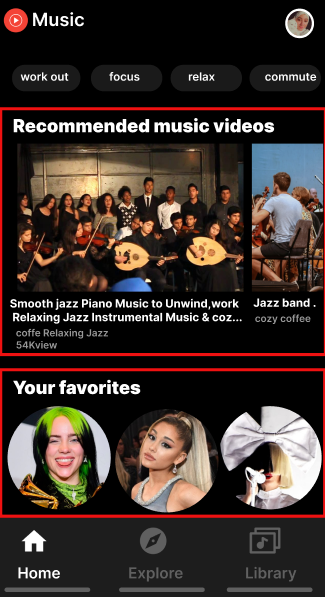 Music
work out
focus
relax
commute
Recommended music videos
Smooth jazz Piano Music to Unwind,work
Relaxing Jazz Instrumental Music & coz...
coffe Relaxing Jazz
54Kview
Jazz band .
cozy coffee
Your favorites
Home
Explore
Library